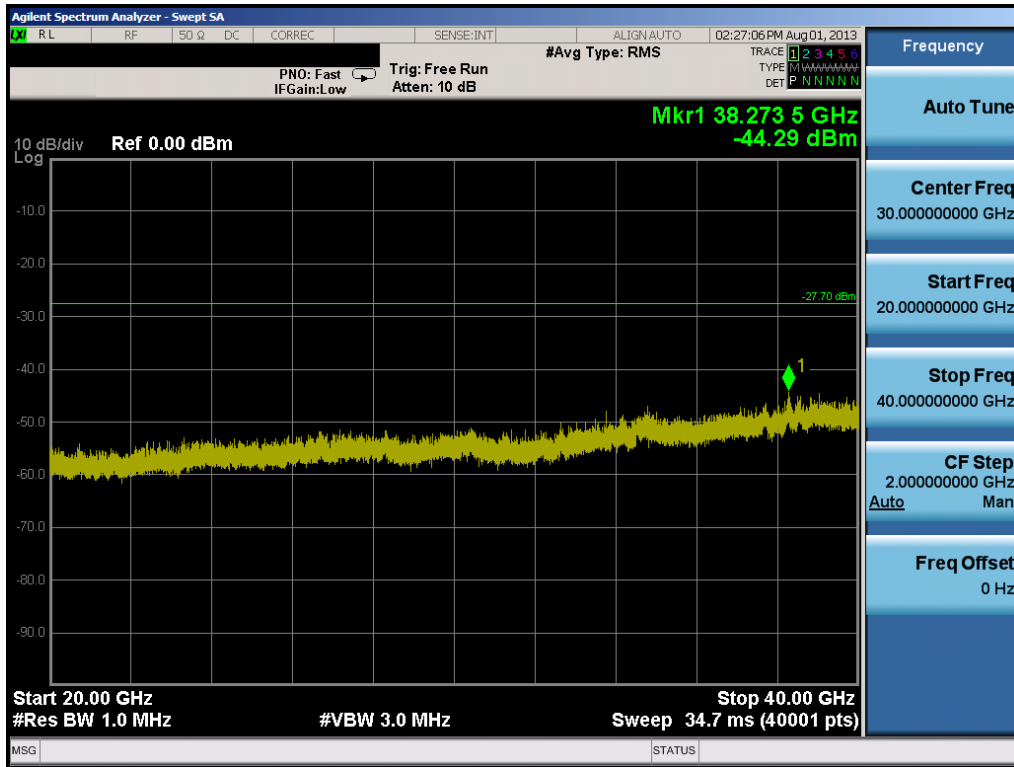 Agilent Spectrum Analyzer - Swept SA
LXI RL RF 50 Ω DC CORREC SENSE:INT ALIGN AUTO 02:27:06 PM Aug 01, 2013
#Avg Type: RMS
TRACE 1 2 3 4 5 6
TYPE M WWWWW
DET P N N N N N
PNO: Fast
IFGain:Low
Trig: Free Run
Atten: 10 dB
Mkr1 38.273 5 GHz
-44.29 dBm
10 dB/div Ref 0.00 dBm
Log
-10.0
-20.0
-27.70 dBm
-30.0
-40.0
1
-50.0
-60.0
-70.0
-80.0
-90.0
Start 20.00 GHz Stop 40.00 GHz
#Res BW 1.0 MHz #VBW 3.0 MHz Sweep 34.7 ms (40001 pts)
MSG STATUS
Frequency
Auto Tune
Center Freq
30.000000000 GHz
Start Freq
20.000000000 GHz
Stop Freq
40.000000000 GHz
CF Step
2.000000000 GHz
Auto Man
Freq Offset
0 Hz